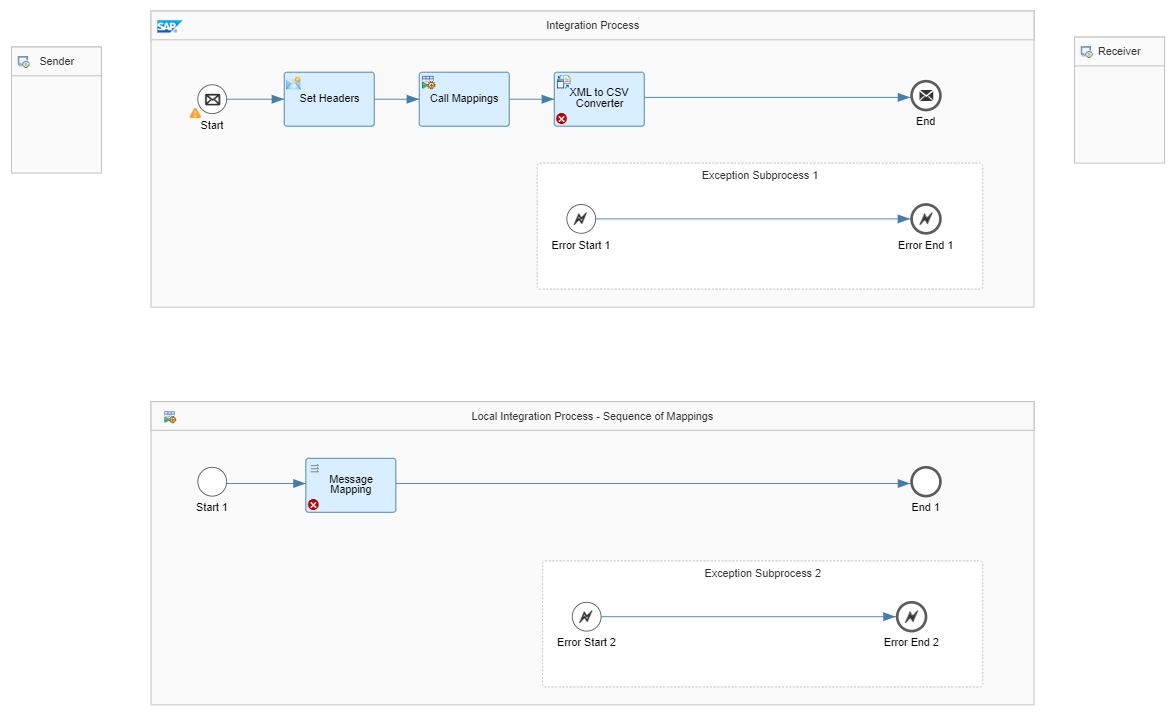 SAP
Integration Process
Sender
Receiver
Set Headers
Call Mappings
XML to CSV
Converter
Start
End
Exception Subprocess 1
Error Start 1
Error End 1
Local Integration Process - Sequence of Mappings
Message
Mapping
Start 1
End 1
Exception Subprocess 2
Error Start 2
Error End 2